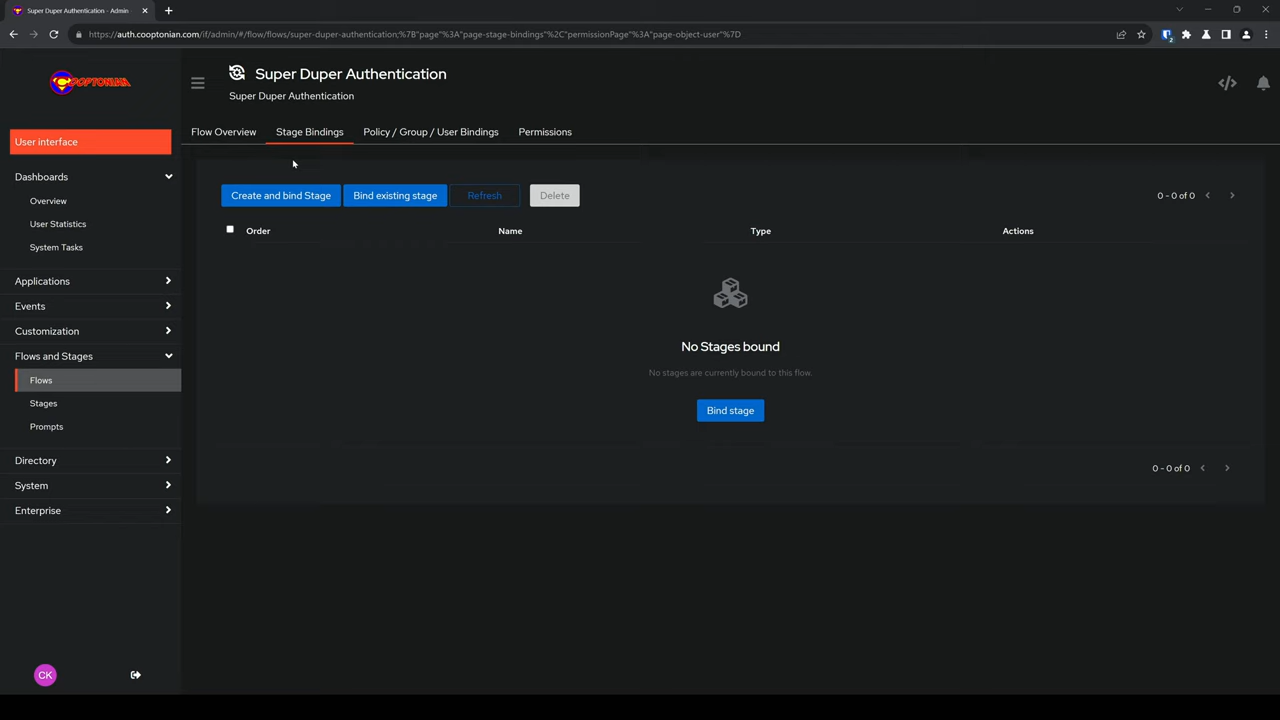 Super Duper Authentication - Admin
https://auth.cooptonian.com/if/admin/#/flow/flows/super-duper-authentication;%7B"page"%3A"page-stage-bindings"%2C"permissionPage"%3A"page-object-user"%7D
2
COOPTONIAN
Super Duper Authentication
Super Duper Authentication
User interface
Dashboards
Overview
User Statistics
System Tasks
Applications
Events
Customization
Flows and Stages
Flows
Stages
Prompts
Directory
System
Enterprise
CK
Flow Overview Stage Bindings Policy / Group / User Bindings Permissions
Create and bind Stage Bind existing stage Refresh Delete 0 - 0 of 0
Order Name Type Actions
No Stages bound
No stages are currently bound to this flow.
Bind stage
0 - 0 of 0